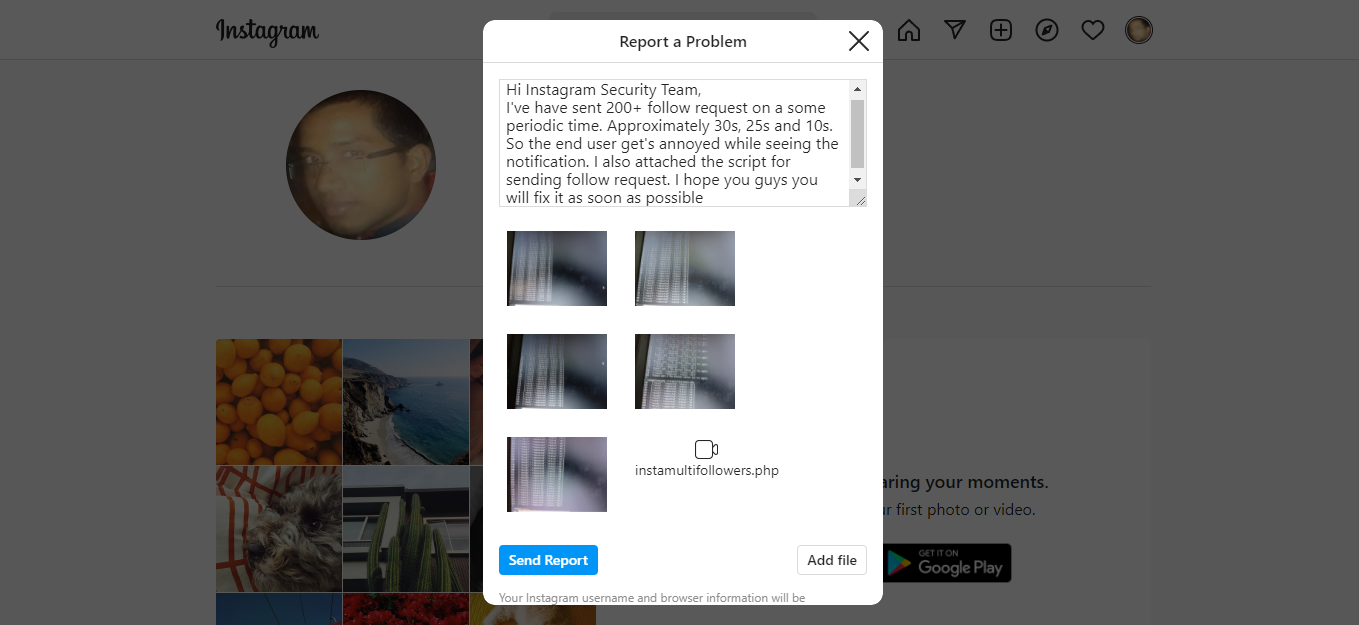 Instagram
Report a Problem
Hi Instagram Security Team,
I've have sent 200+ follow request on a some
periodic time. Approximately 30s, 25s and 10s.
So the end user get's annoyed while seeing the
notification. I also attached the script for
sending follow request. I hope you guys you
will fix it as soon as possible
instamultifollowers.php
aring your moments.
r first photo or video.
Send Report
Add file
GET IT ON
Google Play
Your Instagram username and browser information will be